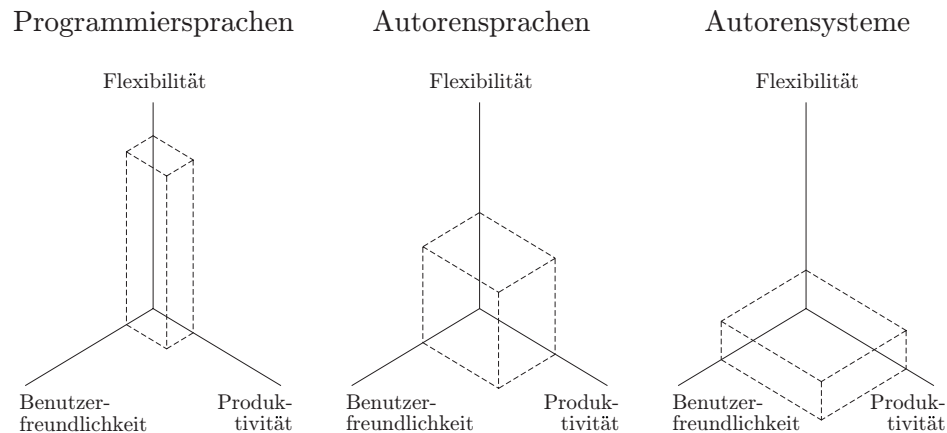 Programmiersprachen
Autorensprachen
Autorensysteme
Flexibilität
Flexibilität
Flexibilität
Benutzer-
freundlichkeit
Produk-
tivität
Benutzer-
freundlichkeit
Produk-
tivität
Benutzer-
freundlichkeit
Produk-
tivität